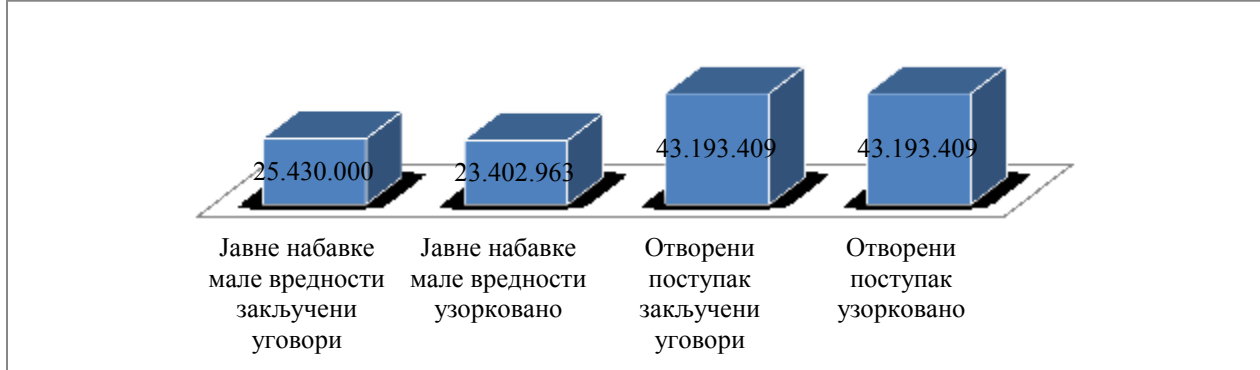 25.430.000
23.402.963
43.193.409
43.193.409
Јавне набавке
мале вредности
закључени
уговори
Јавне набавке
мале вредности
узорковано
Отворени
поступак
закључени
уговори
Отворени
поступак
узорковано